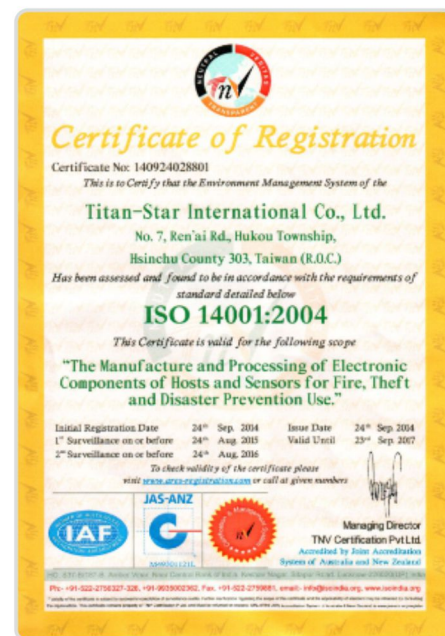 NEUTRAL VERITAS
TRANSPARENT
Certificate of Registration
Certificate No: 140924028801
This is to Certify that the Environment Management System of the
Titan-Star International Co., Ltd.
No. 7, Ren'ai Rd., Hukou Township,
Hsinchu County 303, Taiwan (R.O.C.)
Has been assessed and found to be in accordance with the requirements of
standard detailed below
ISO 14001:2004
This Certificate is valid for the following scope
"The Manufacture and Processing of Electronic
Components of Hosts and Sensors for Fire, Theft
and Disaster Prevention Use."
Initial Registration Date 24th Sep. 2014 Issue Date 24th Sep. 2014
1st Surveillance on or before 24th Aug. 2015 Valid Until 23rd Sep. 2017
2nd Surveillance on or before 24th Aug. 2016
To check validity of the certificate please
visit www.arcs-registration.com or call at given numbers
JAS-ANZ
IAF
Managing Director
TNV Certification Pvt Ltd.
Accredited by Joint Accreditation
System of Australia and New Zealand